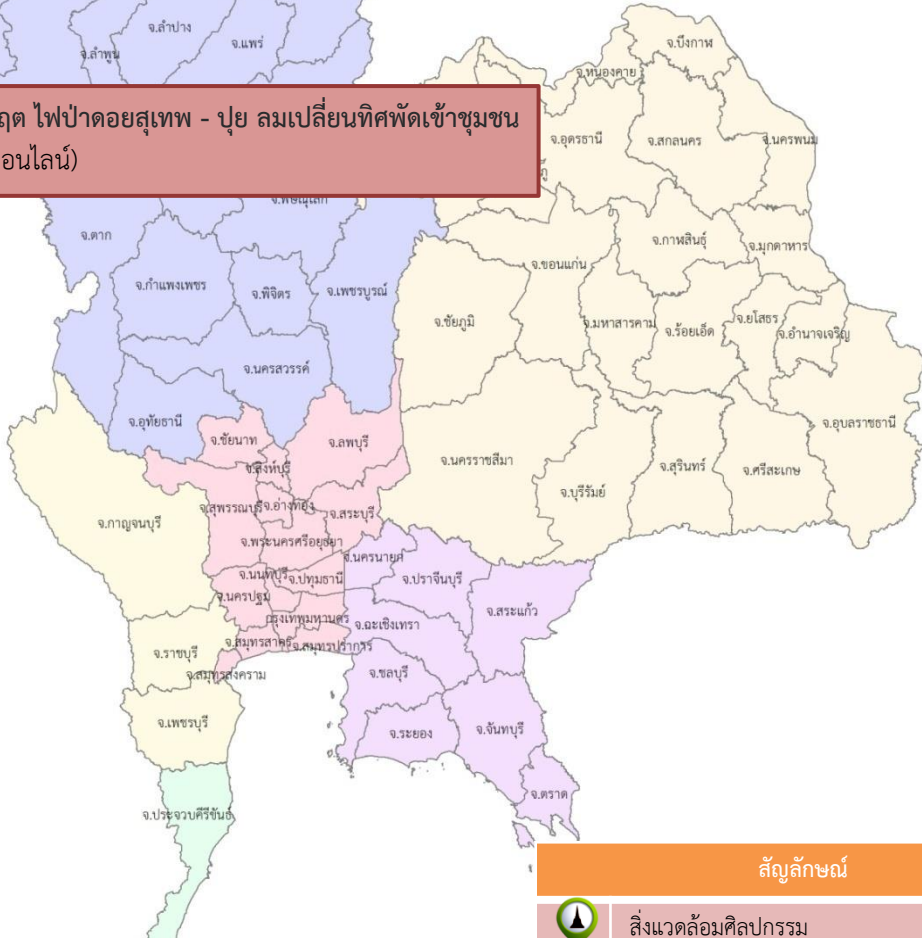 จ.ลำปาง
จ.แพร่
จ.ลำพูน
จ.บึงกาฬ
จ.หนองคาย
ฤต ไฟป่าดอยสุเทพ - ปุย ลมเปลี่ยนทิศพัดเข้าชุมชน
อนไลน์)
จ.อุดรธานี
จ.สกลนคร
จ.นครพนม
จ.พิษณุโลก
จ.ตาก
จ.กาฬสินธุ์
จ.มุกดาหาร
จ.ขอนแก่น
จ.กำแพงเพชร
จ.พิจิตร
จ.เพชรบูรณ์
จ.ชัยภูมิ
จ.มหาสารคาม
จ.ร้อยเอ็ด
จ.ยโสธร
จ.อำนาจเจริญ
จ.นครสวรรค์
จ.อุทัยธานี
จ.ชัยนาท
จ.ลพบุรี
จ.อุบลราชธานี
จ.สิงห์บุรี
จ.นครราชสีมา
จ.สุรินทร์
จ.ศรีสะเกษ
จ.บุรีรัมย์
จ.กาญจนบุรี
จ.สุพรรณบุรี
จ.อ่างทอง
จ.สระบุรี
จ.พระนครศรีอยุธยา
จ.นครนายก
จ.นนทบุรี
จ.ปทุมธานี
จ.ปราจีนบุรี
จ.นครปฐม
จ.สระแก้ว
กรุงเทพมหานคร
จ.ฉะเชิงเทรา
จ.สมุทรสาคร
จ.สมุทรปราการ
จ.ราชบุรี
จ.สมุทรสงคราม
จ.ชลบุรี
จ.เพชรบุรี
จ.ระยอง
จ.จันทบุรี
จ.ตราด
จ.ประจวบคีรีขันธ์
สัญลักษณ์
สิ่งแวดล้อมศิลปกรรม